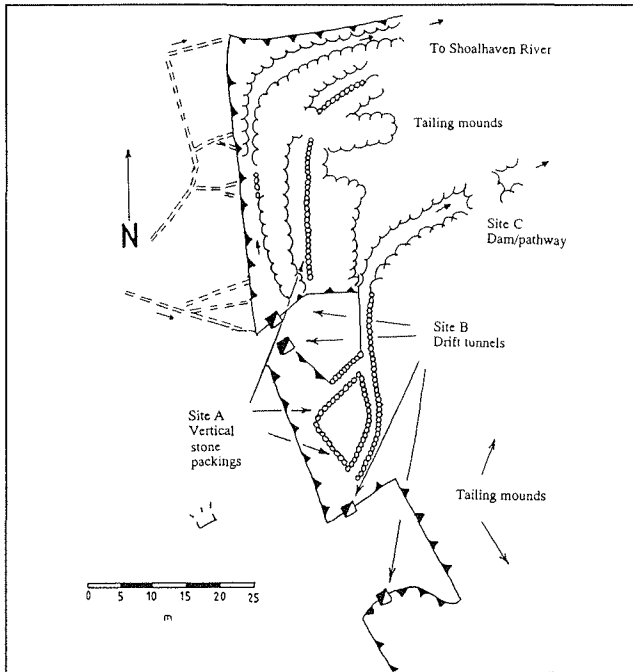 To Shoalhaven River
Tailing mounds
N
Site C
Dam/pathway
Site B
Drift tunnels
Site A
Vertical
stone
packings
Tailing mounds
0 5 10 15 20 25
m